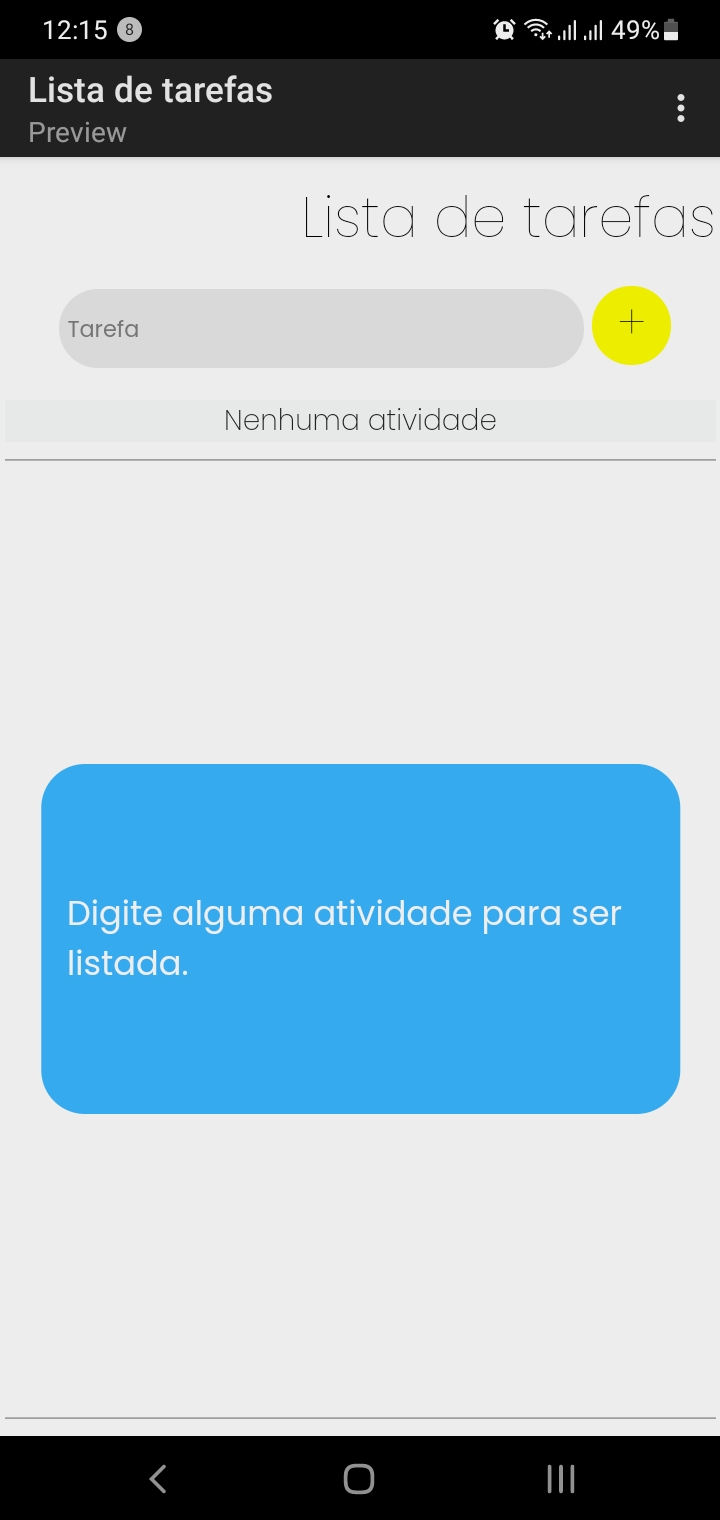 12:15 8 49%
Lista de tarefas
Preview
Lista de tarefas
Tarefa +
Nenhuma atividade
Digite alguma atividade para ser
listada.